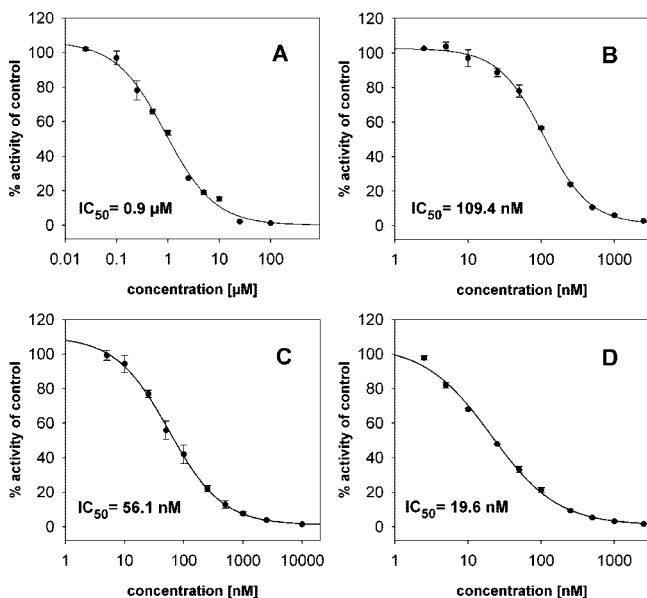 A
% activity of control
120
100
80
60
40
20
0
IC50= 0.9 µM
0.01 0.1 1 10 100
concentration [µM]
B
% activity of control
120
100
80
60
40
20
0
IC50= 109.4 nM
1 10 100 1000
concentration [nM]
C
% activity of control
120
100
80
60
40
20
0
IC50= 56.1 nM
1 10 100 1000 10000
concentration [nM]
D
% activity of control
120
100
80
60
40
20
0
IC50= 19.6 nM
1 10 100 1000
concentration [nM]